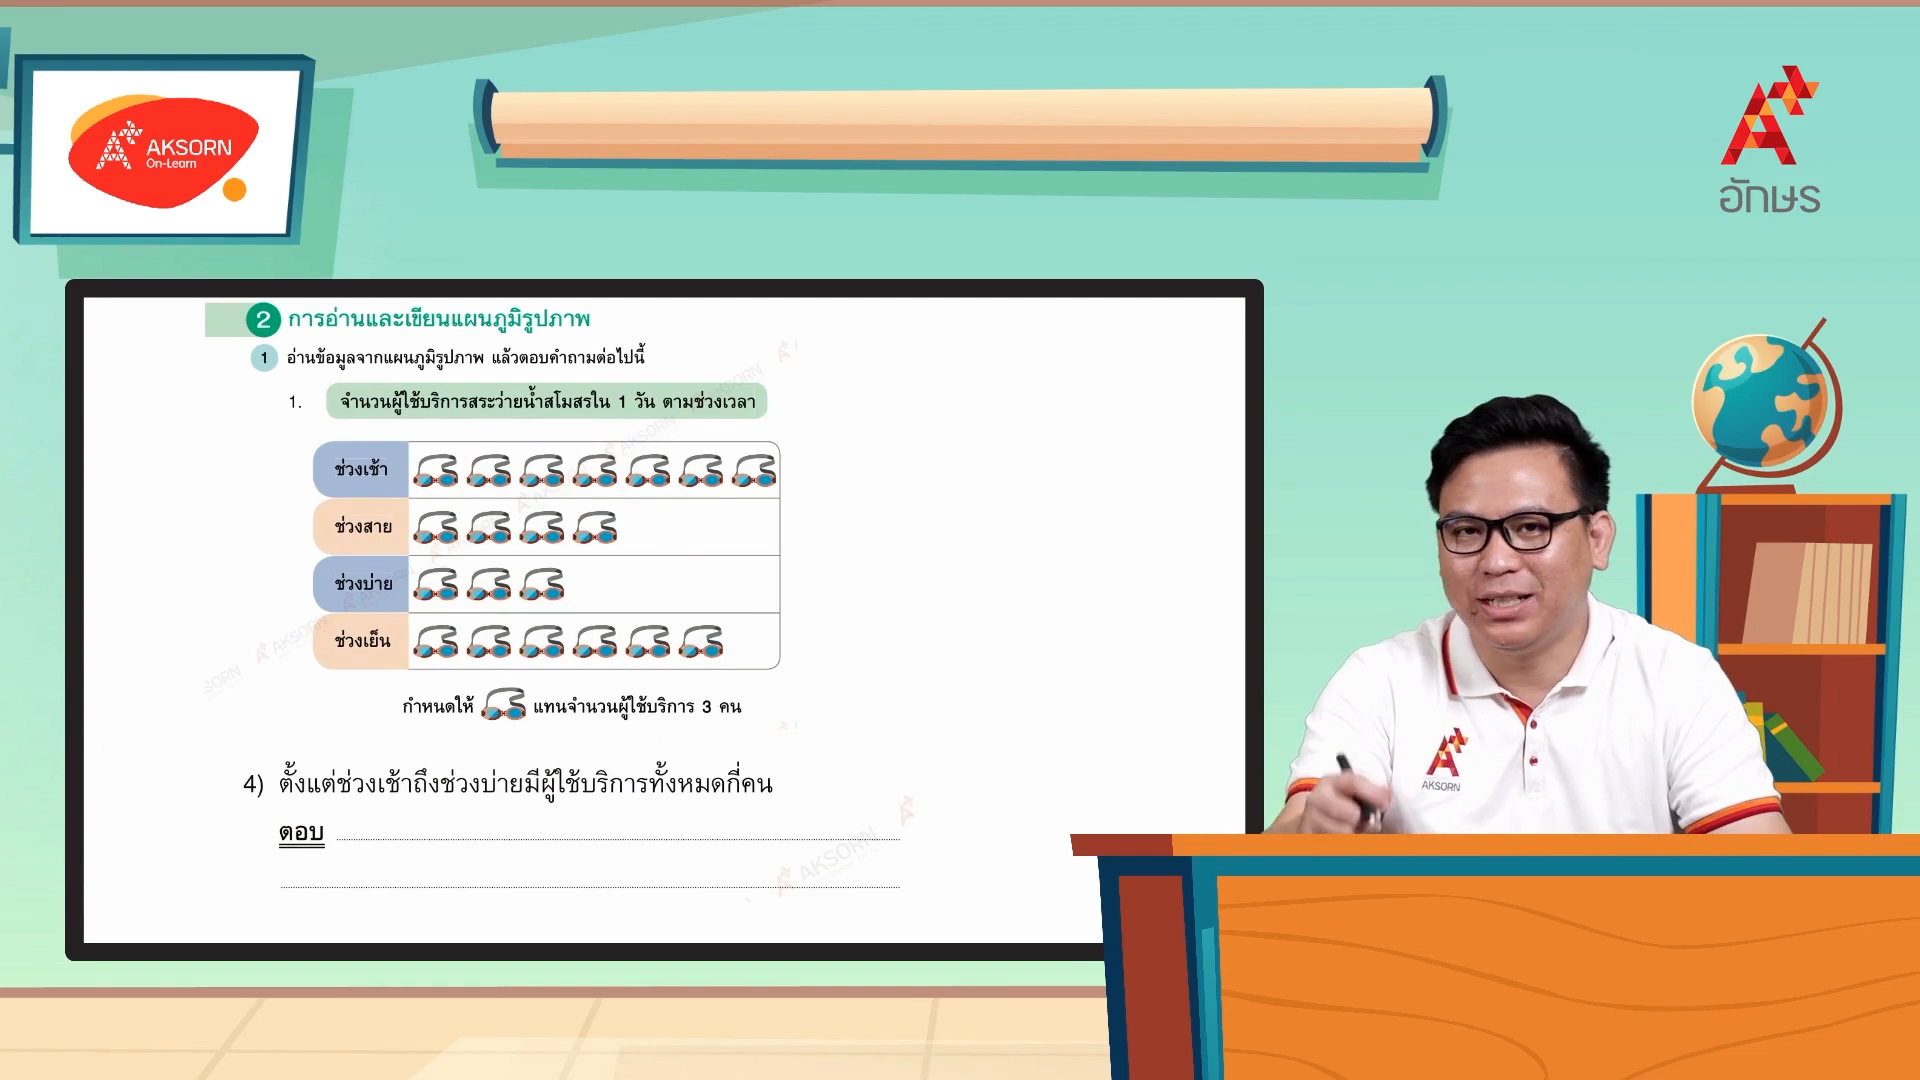 AKSORN
On-Learn
อักษร
2 การอ่านและเขียนแผนภูมิรูปภาพ
1 อ่านข้อมูลจากแผนภูมิรูปภาพ แล้วตอบคำถามต่อไปนี้
1. จำนวนผู้ใช้บริการสระว่ายน้ำสโมสรใน 1 วัน ตามช่วงเวลา
ช่วงเช้า
ช่วงสาย
ช่วงบ่าย
ช่วงเย็น
กำหนดให้ แทนจำนวนผู้ใช้บริการ 3 คน
4) ตั้งแต่ช่วงเช้าถึงช่วงบ่ายมีผู้ใช้บริการทั้งหมดกี่คน
ตอบ
AKSORN